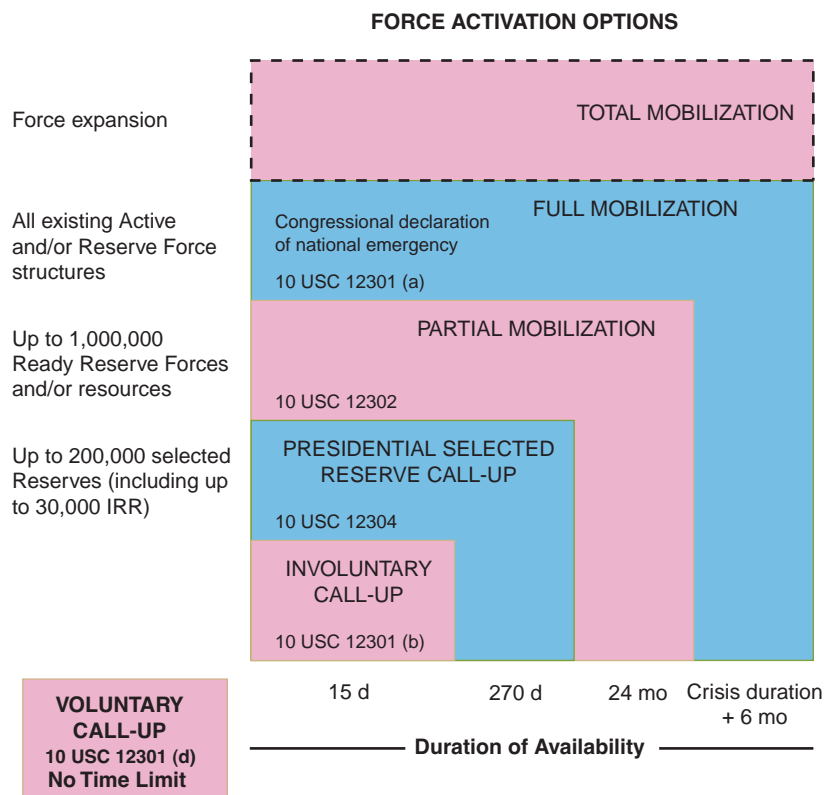 FORCE ACTIVATION OPTIONS
Force expansion
TOTAL MOBILIZATION
All existing Active
and/or Reserve Force
structures
FULL MOBILIZATION
Congressional declaration
of national emergency
10 USC 12301 (a)
Up to 1,000,000
Ready Reserve Forces
and/or resources
PARTIAL MOBILIZATION
10 USC 12302
Up to 200,000 selected
Reserves (including up
to 30,000 IRR)
PRESIDENTIAL SELECTED
RESERVE CALL-UP
10 USC 12304
INVOLUNTARY
CALL-UP
10 USC 12301 (b)
15 d
270 d
24 mo
Crisis duration
+ 6 mo
Duration of Availability
VOLUNTARY
CALL-UP
10 USC 12301 (d)
No Time Limit